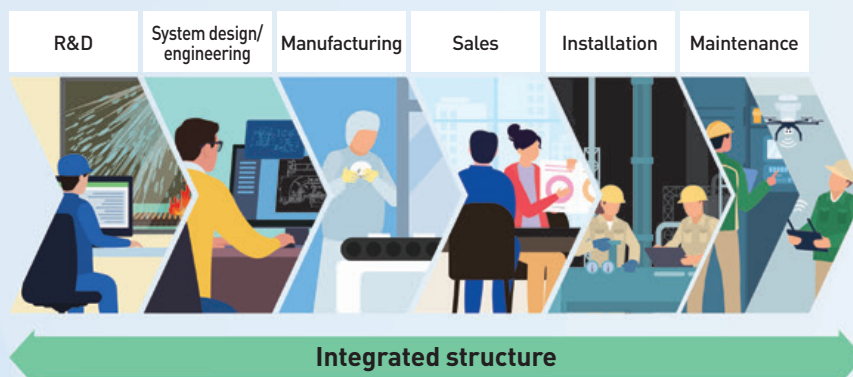 R&D
System design/
engineering
Manufacturing
Sales
Installation
Maintenance
Integrated structure